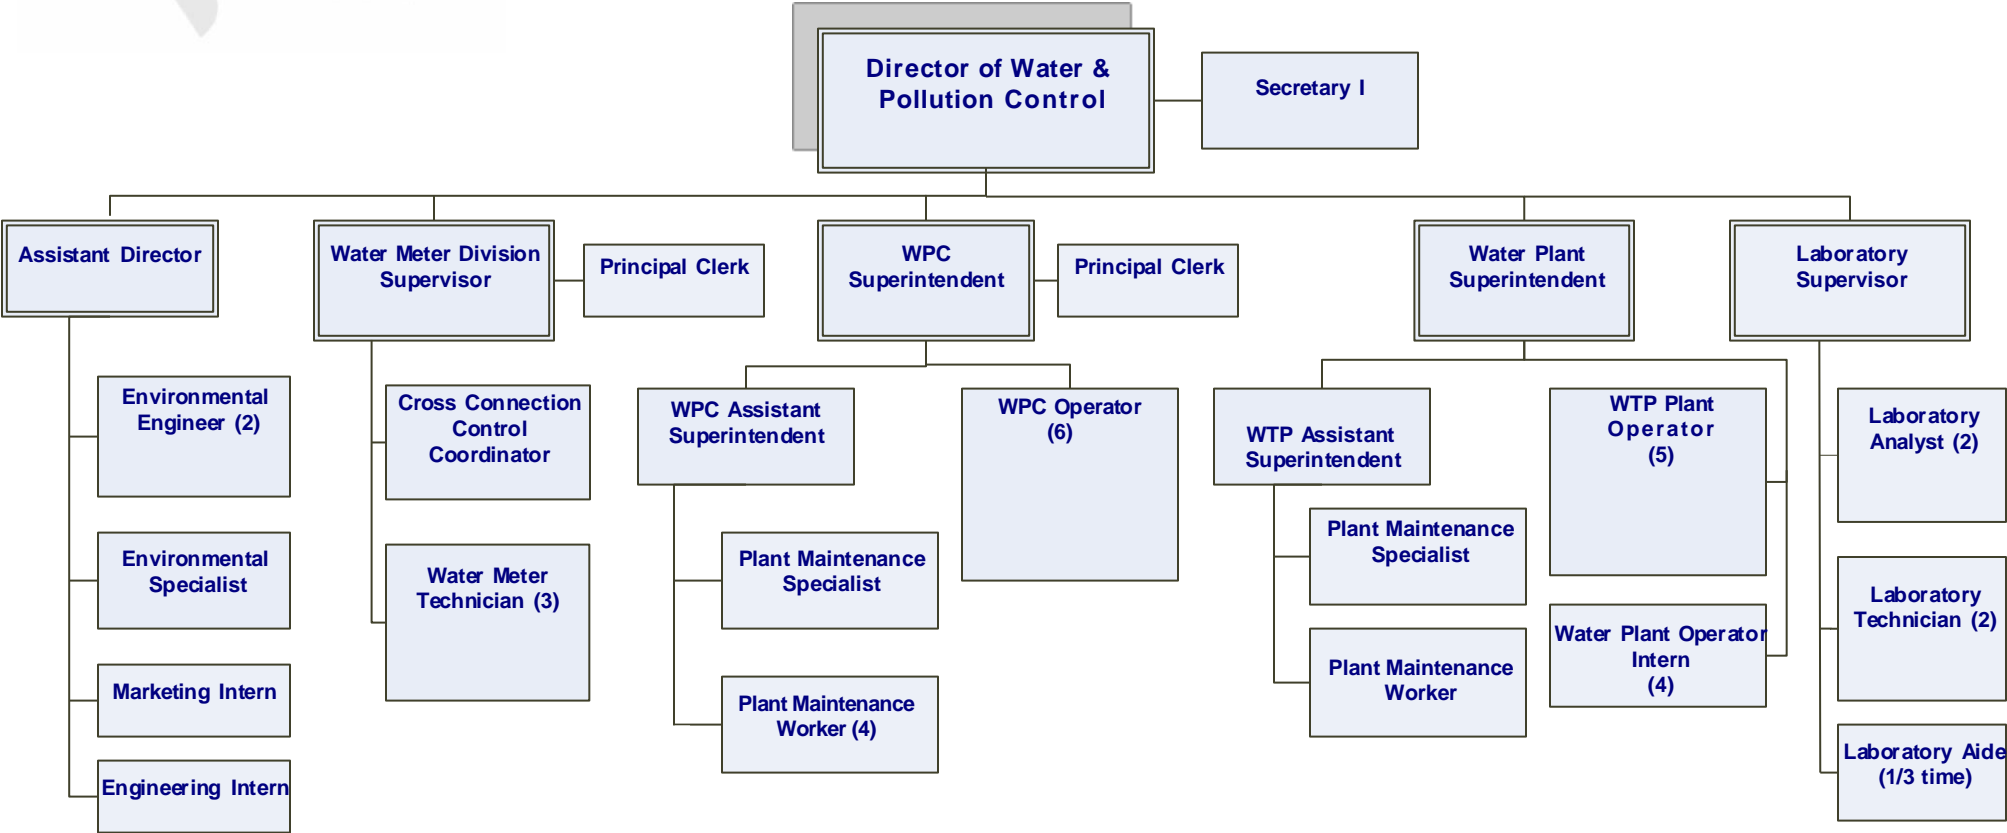 Director of Water &
Pollution Control
Secretary I
Assistant Director
Water Meter Division
Supervisor
Principal Clerk
WPC
Superintendent
Principal Clerk
Water Plant
Superintendent
Laboratory
Supervisor
Environmental
Engineer (2)
Environmental
Specialist
Marketing Intern
Engineering Intern
Cross Connection
Control
Coordinator
Water Meter
Technician (3)
WPC Assistant
Superintendent
Plant Maintenance
Specialist
Plant Maintenance
Worker (4)
WPC Operator
(6)
WTP Assistant
Superintendent
Plant Maintenance
Specialist
Plant Maintenance
Worker
WTP Plant
Operator
(5)
Water Plant Operator
Intern
(4)
Laboratory
Analyst (2)
Laboratory
Technician (2)
Laboratory Aide
(1/3 time)